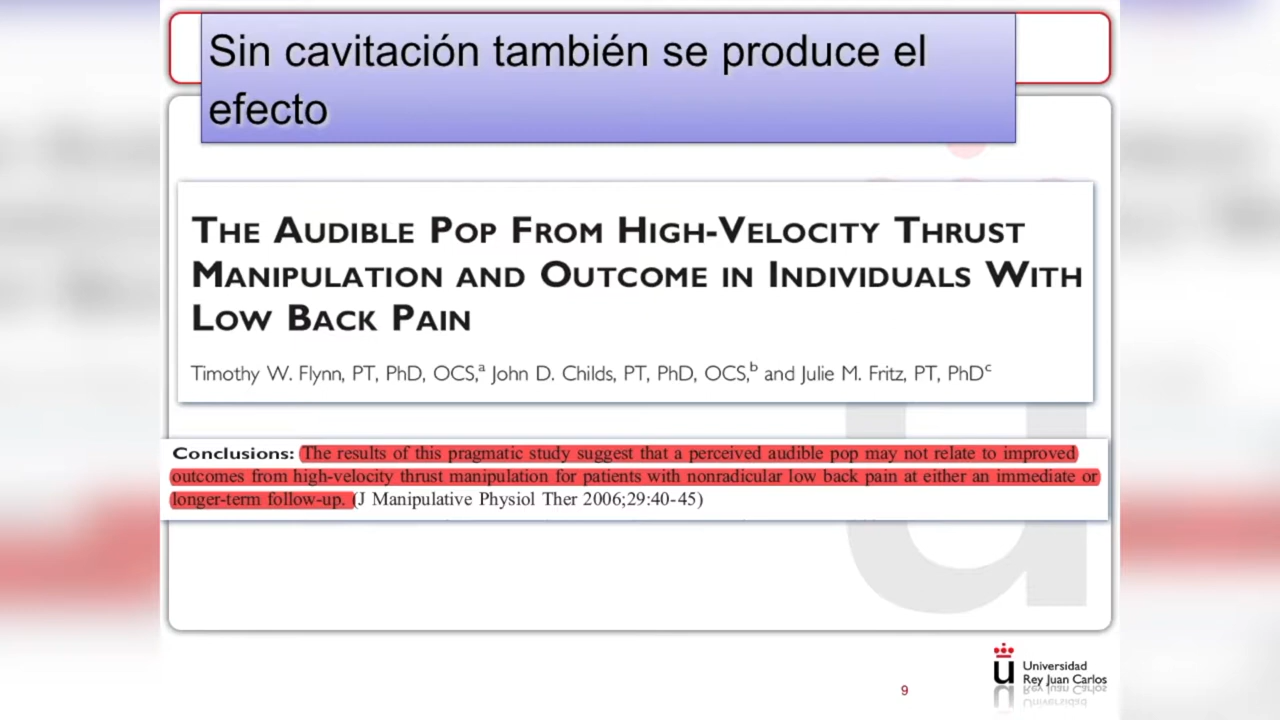 Sin cavitación también se produce el
efecto
THE AUDIBLE POP FROM HIGH-VELOCITY THRUST
MANIPULATION AND OUTCOME IN INDIVIDUALS WITH
LOW BACK PAIN
Timothy W. Flynn, PT, PhD, OCS,ª John D. Childs, PT, PhD, OCS,ᵇ and Julie M. Fritz, PT, PhDᶜ
Conclusions: The results of this pragmatic study suggest that a perceived audible pop may not relate to improved
outcomes from high-velocity thrust manipulation for patients with nonradicular low back pain at either an immediate or
longer-term follow-up. (J Manipulative Physiol Ther 2006;29:40-45)
9
u
Universidad
Rey Juan Carlos